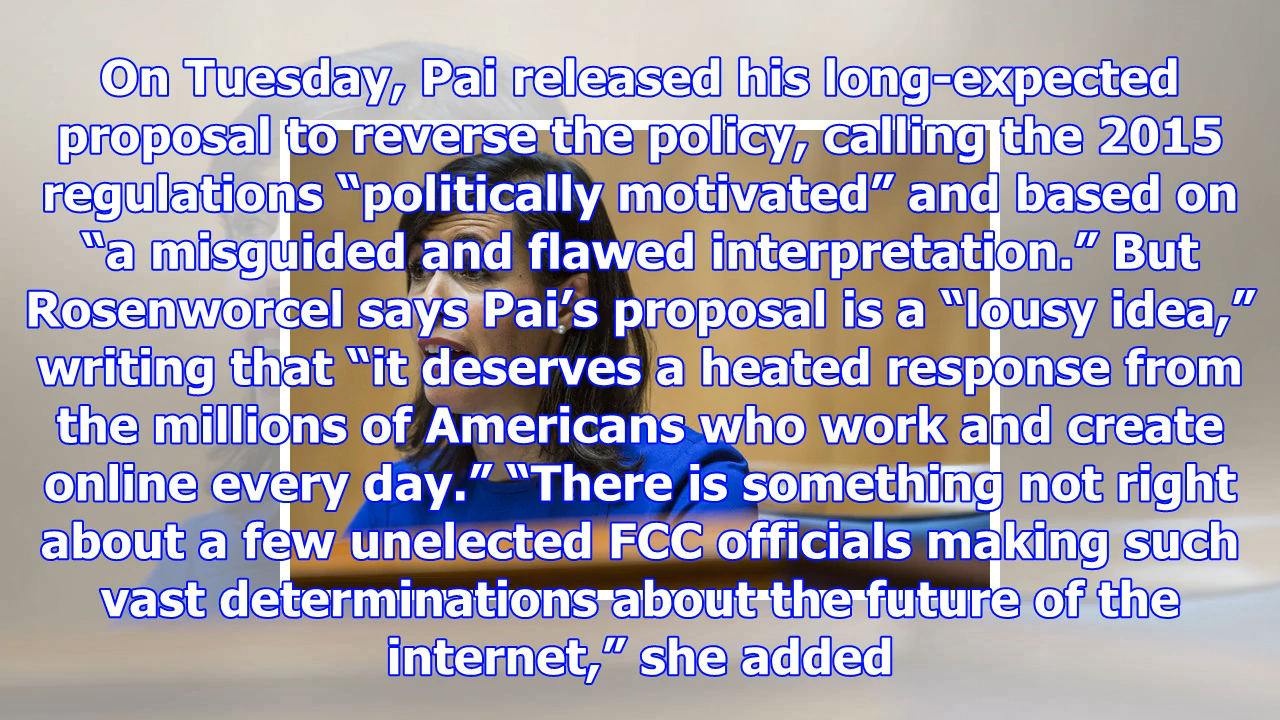 On Tuesday, Pai released his long-expected
proposal to reverse the policy, calling the 2015
regulations “politically motivated” and based on
“a misguided and flawed interpretation.” But
Rosenworcel says Pai’s proposal is a “lousy idea,”
writing that “it deserves a heated response from
the millions of Americans who work and create
online every day.” “There is something not right
about a few unelected FCC officials making such
vast determinations about the future of the
internet,” she added